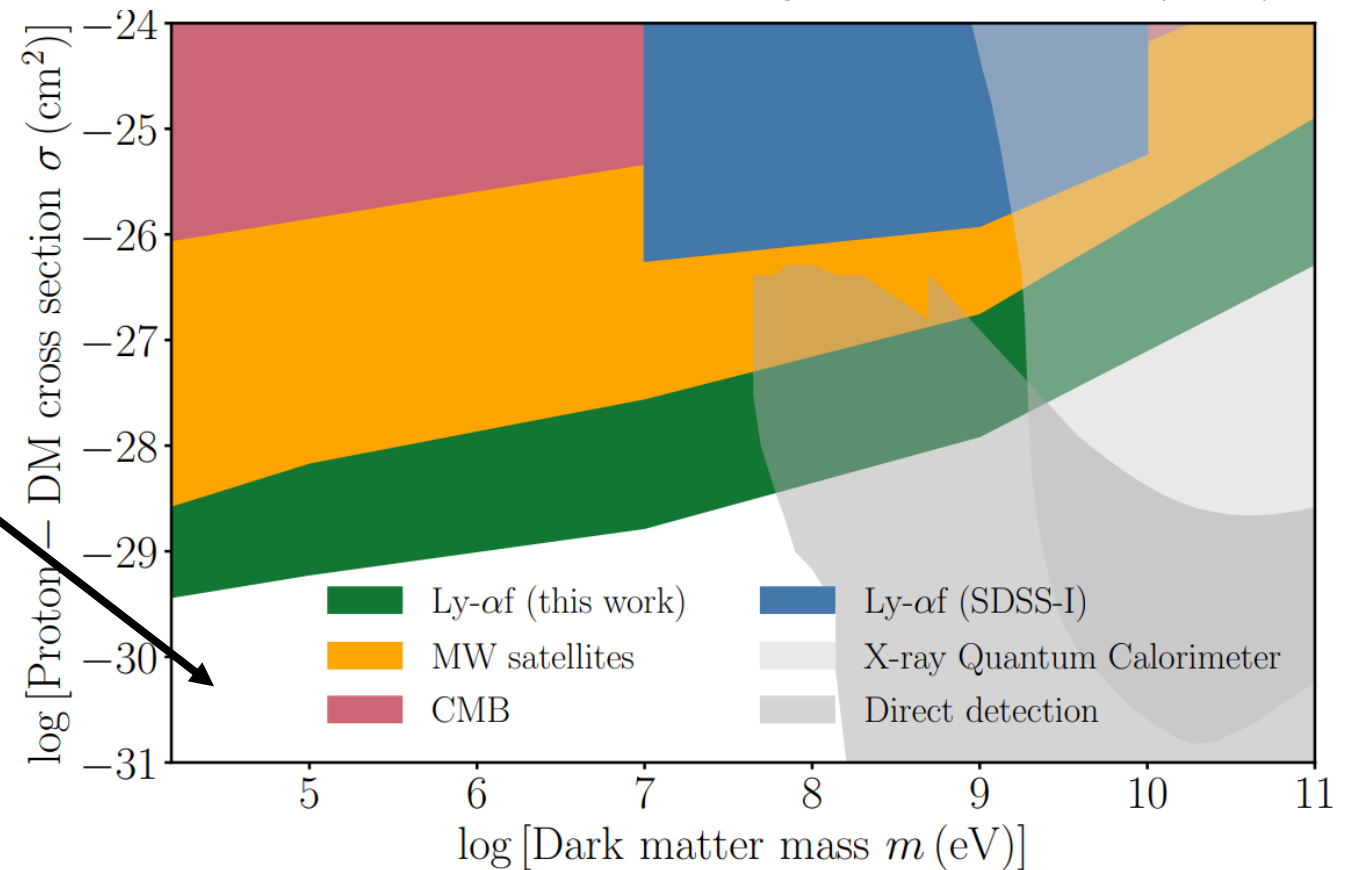 log [Proton − DM cross section σ (cm²)]
−24
−25
−26
−27
−28
−29
−30
−31
Ly-αf (this work)
MW satellites
CMB
Ly-αf (SDSS-I)
X-ray Quantum Calorimeter
Direct detection
5 6 7 8 9 10 11
log [Dark matter mass m (eV)]